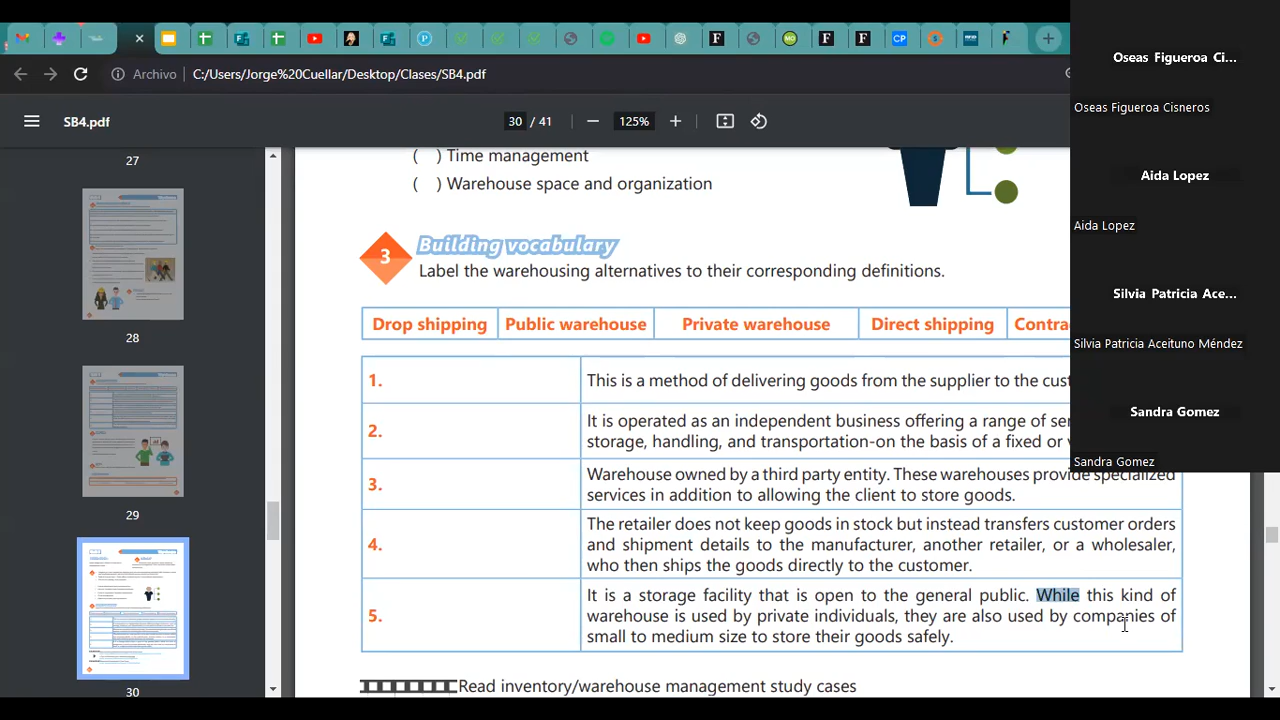 Archivo C:/Users/Jorge%20Cuellar/Desktop/Clases/SB4.pdf
SB4.pdf 30 / 41 125%
27
28
29
30
( ) Time management
( ) Warehouse space and organization
3 Building vocabulary
Label the warehousing alternatives to their corresponding definitions.
Drop shipping Public warehouse Private warehouse Direct shipping
1. This is a method of delivering goods from the supplier to the
2. It is operated as an independent business offering a range of
storage, handling, and transportation-on the basis of a fixed or
3. Warehouse owned by a third party entity. These warehouses provide specialized
services in addition to allowing the client to store goods.
4. The retailer does not keep goods in stock but instead transfers customer orders
and shipment details to the manufacturer, another retailer, or a wholesaler,
who then ships the goods directly to the customer.
5. It is a storage facility that is open to the general public. While this kind of
warehouse is used by private individuals, they are also used by companies of
small to medium size to store their goods safely.
Read inventory/warehouse management study cases
Oseas Figueroa Ci...
Oseas Figueroa Cisneros
Aida Lopez
Aida Lopez
Silvia Patricia Ace...
Silvia Patricia Aceituno Méndez
Sandra Gomez
Sandra Gomez